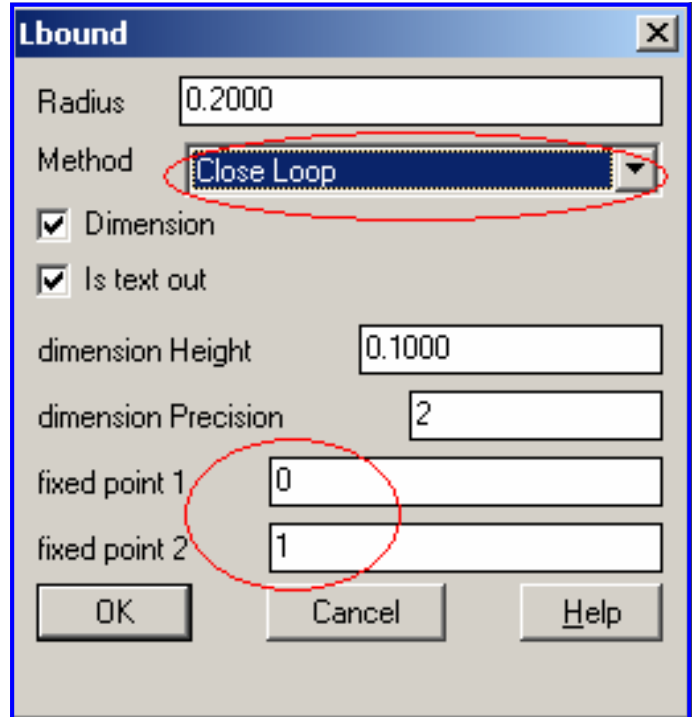 Lbound
Radius 0.2000
Method Close Loop
Dimension
Is text out
dimension Height 0.1000
dimension Precision 2
fixed point 1 0
fixed point 2 1
OK Cancel Help